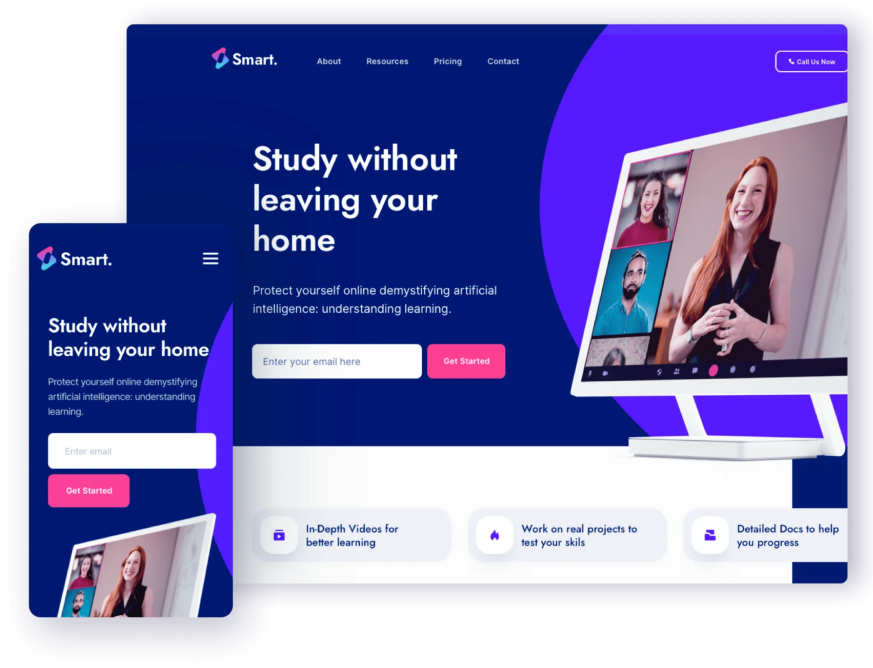 Smart.
About
Resources
Pricing
Contact
Call Us Now
Study without
leaving your
home
Protect yourself online demystifying artificial
intelligence: understanding learning.
Enter your email here
Get Started
In-Depth Videos for
better learning
Work on real projects to
test your skils
Detailed Docs to help
you progress
Smart.
Study without
leaving your home
Protect yourself online demystifying
artificial intelligence: understanding
learning.
Enter email
Get Started